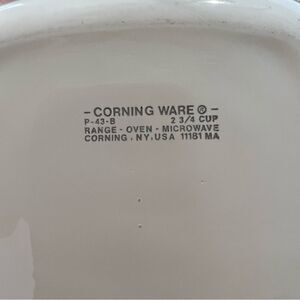 - CORNING WARE ® -
P-43-B 2 3/4 CUP
RANGE - OVEN - MICROWAVE
CORNING . NY. USA 11181 MA